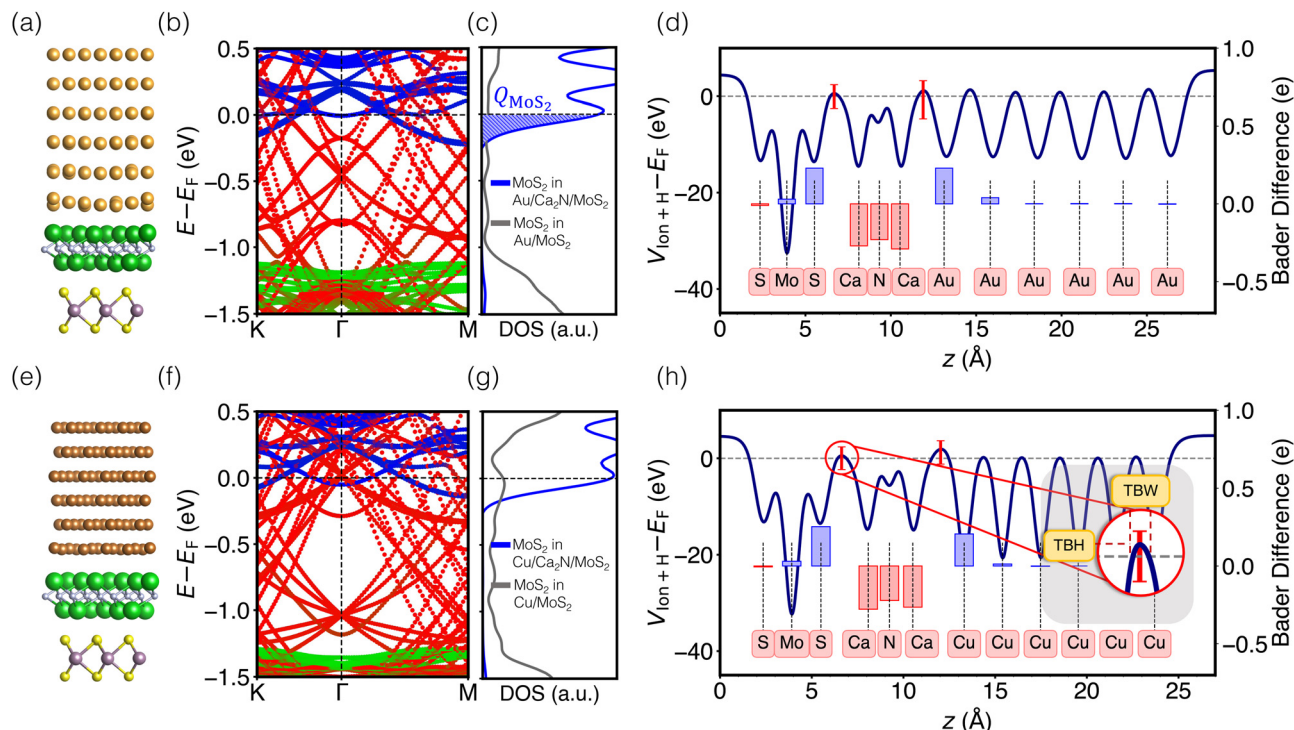 (a)
(b)
(c)
(d)
0.5
0.0
−0.5
−1.0
−1.5
E−E_F (eV)
K
Γ
M
Q_MoS₂
MoS₂ in
Au/Ca₂N/MoS₂
MoS₂ in
Au/MoS₂
DOS (a.u.)
0
−20
−40
V_Ion + H−E_F (eV)
S
Mo
S
Ca
N
Ca
Au
Au
Au
Au
Au
Au
0
5
10
15
20
25
z (Å)
1.0
0.5
0.0
−0.5
Bader Difference (e)
(e)
(f)
(g)
(h)
0.5
0.0
−0.5
−1.0
−1.5
E−E_F (eV)
K
Γ
M
MoS₂ in
Cu/Ca₂N/MoS₂
MoS₂ in
Cu/MoS₂
DOS (a.u.)
0
−20
−40
V_Ion + H−E_F (eV)
TBW
TBH
S
Mo
S
Ca
N
Ca
Cu
Cu
Cu
Cu
Cu
Cu
0
5
10
15
20
25
z (Å)
1.0
0.5
0.0
−0.5
Bader Difference (e)